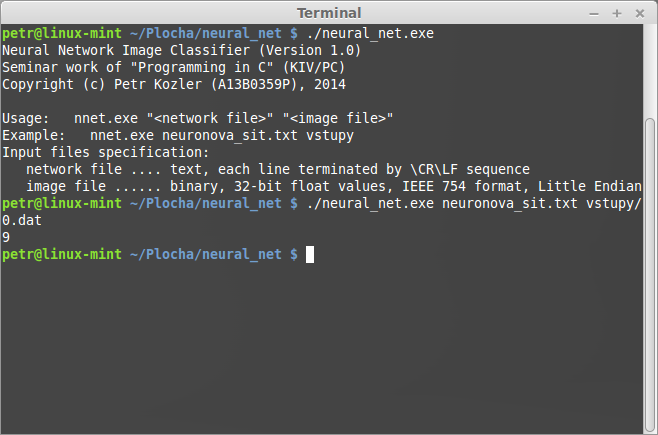 Terminal
petr@linux-mint ~/Plocha/neural_net $ ./neural_net.exe
Neural Network Image Classifier (Version 1.0)
Seminar work of "Programming in C" (KIV/PC)
Copyright (c) Petr Kozler (A13B0359P), 2014
Usage:   nnet.exe "<network file>" "<image file>"
Example:   nnet.exe neuronova_sit.txt vstupy
Input files specification:
   network file .... text, each line terminated by \CR\LF sequence
   image file ...... binary, 32-bit float values, IEEE 754 format, Little Endian
petr@linux-mint ~/Plocha/neural_net $ ./neural_net.exe neuronova_sit.txt vstupy/
0.dat
9
petr@linux-mint ~/Plocha/neural_net $